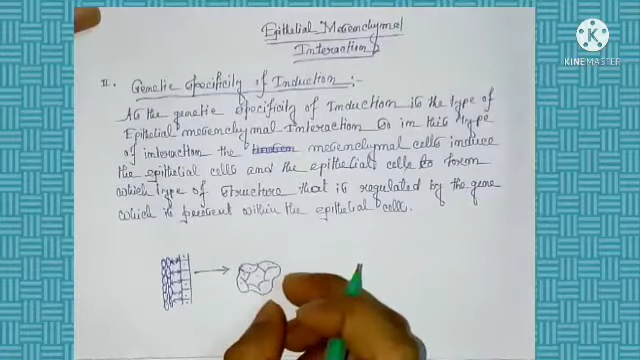 Epithelial-Mesenchymal
Interaction
K
KINEMASTER
II. Genetic Specificity of Induction :-
As the genetic specificity of Induction is the type of
Epithelial mesenchymal Interaction so in this type
of interaction the mesenchymal cells induce
the epithelial cells and the epithelial cells to form
which type of structure that is regulated by the gene
which is present within the epithelial cell.